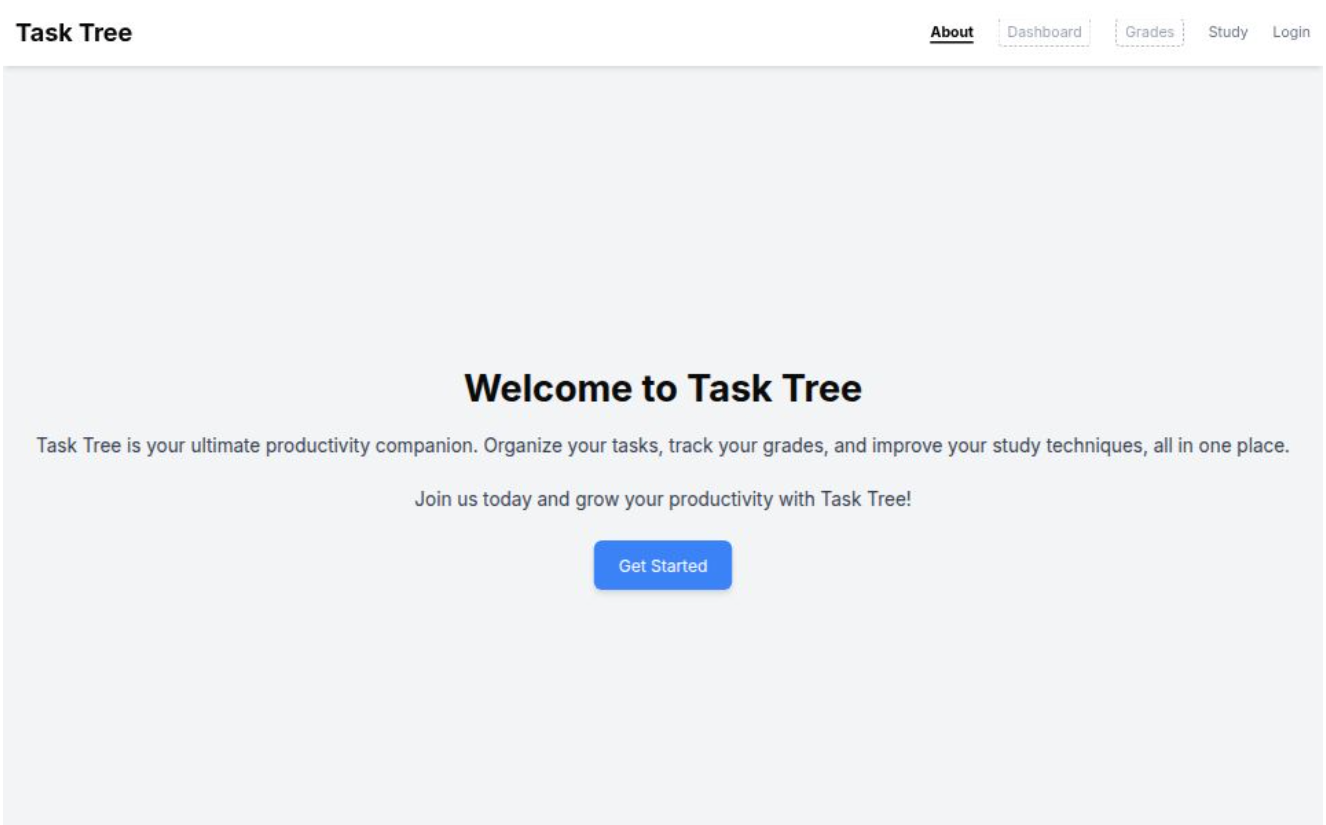 Task Tree
About Dashboard Grades Study Login
Welcome to Task Tree
Task Tree is your ultimate productivity companion. Organize your tasks, track your grades, and improve your study techniques, all in one place.
Join us today and grow your productivity with Task Tree!
Get Started